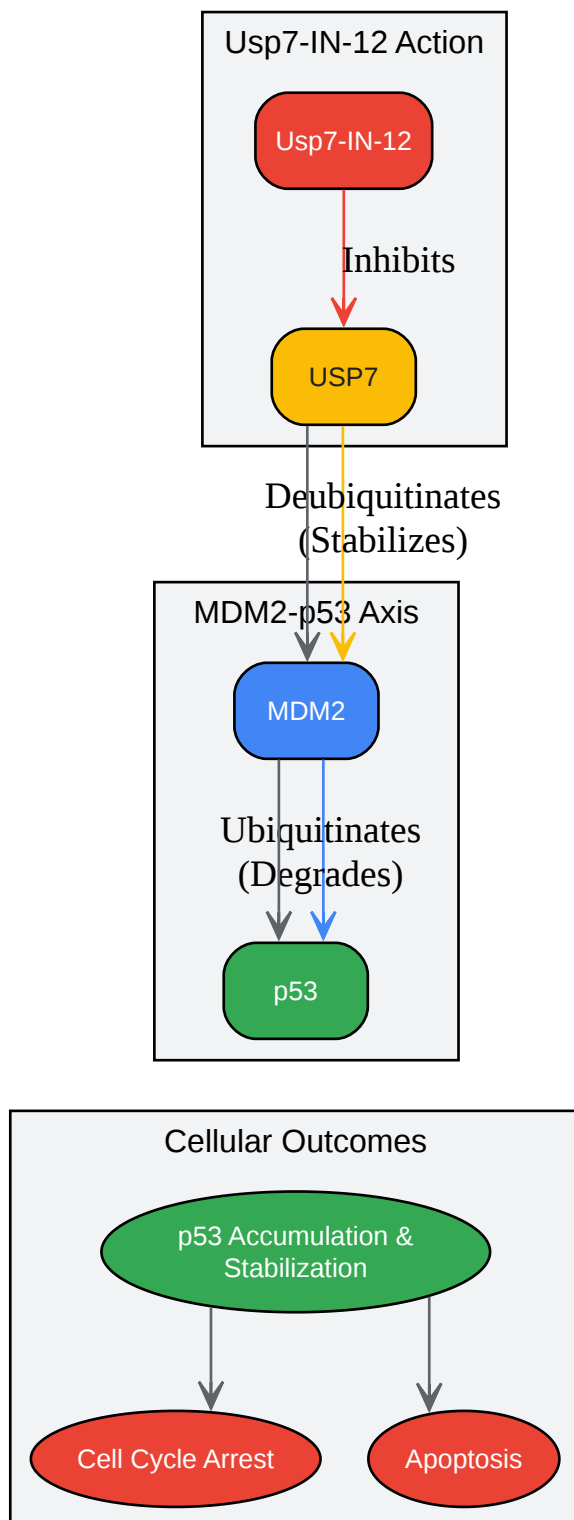 Usp7-IN-12 Action
Usp7-IN-12
Inhibits
USP7
Deubiquitinates
(Stabilizes)
MDM2-p53 Axis
MDM2
Ubiquitinates
(Degrades)
p53
Cellular Outcomes
p53 Accumulation &
Stabilization
Cell Cycle Arrest
Apoptosis